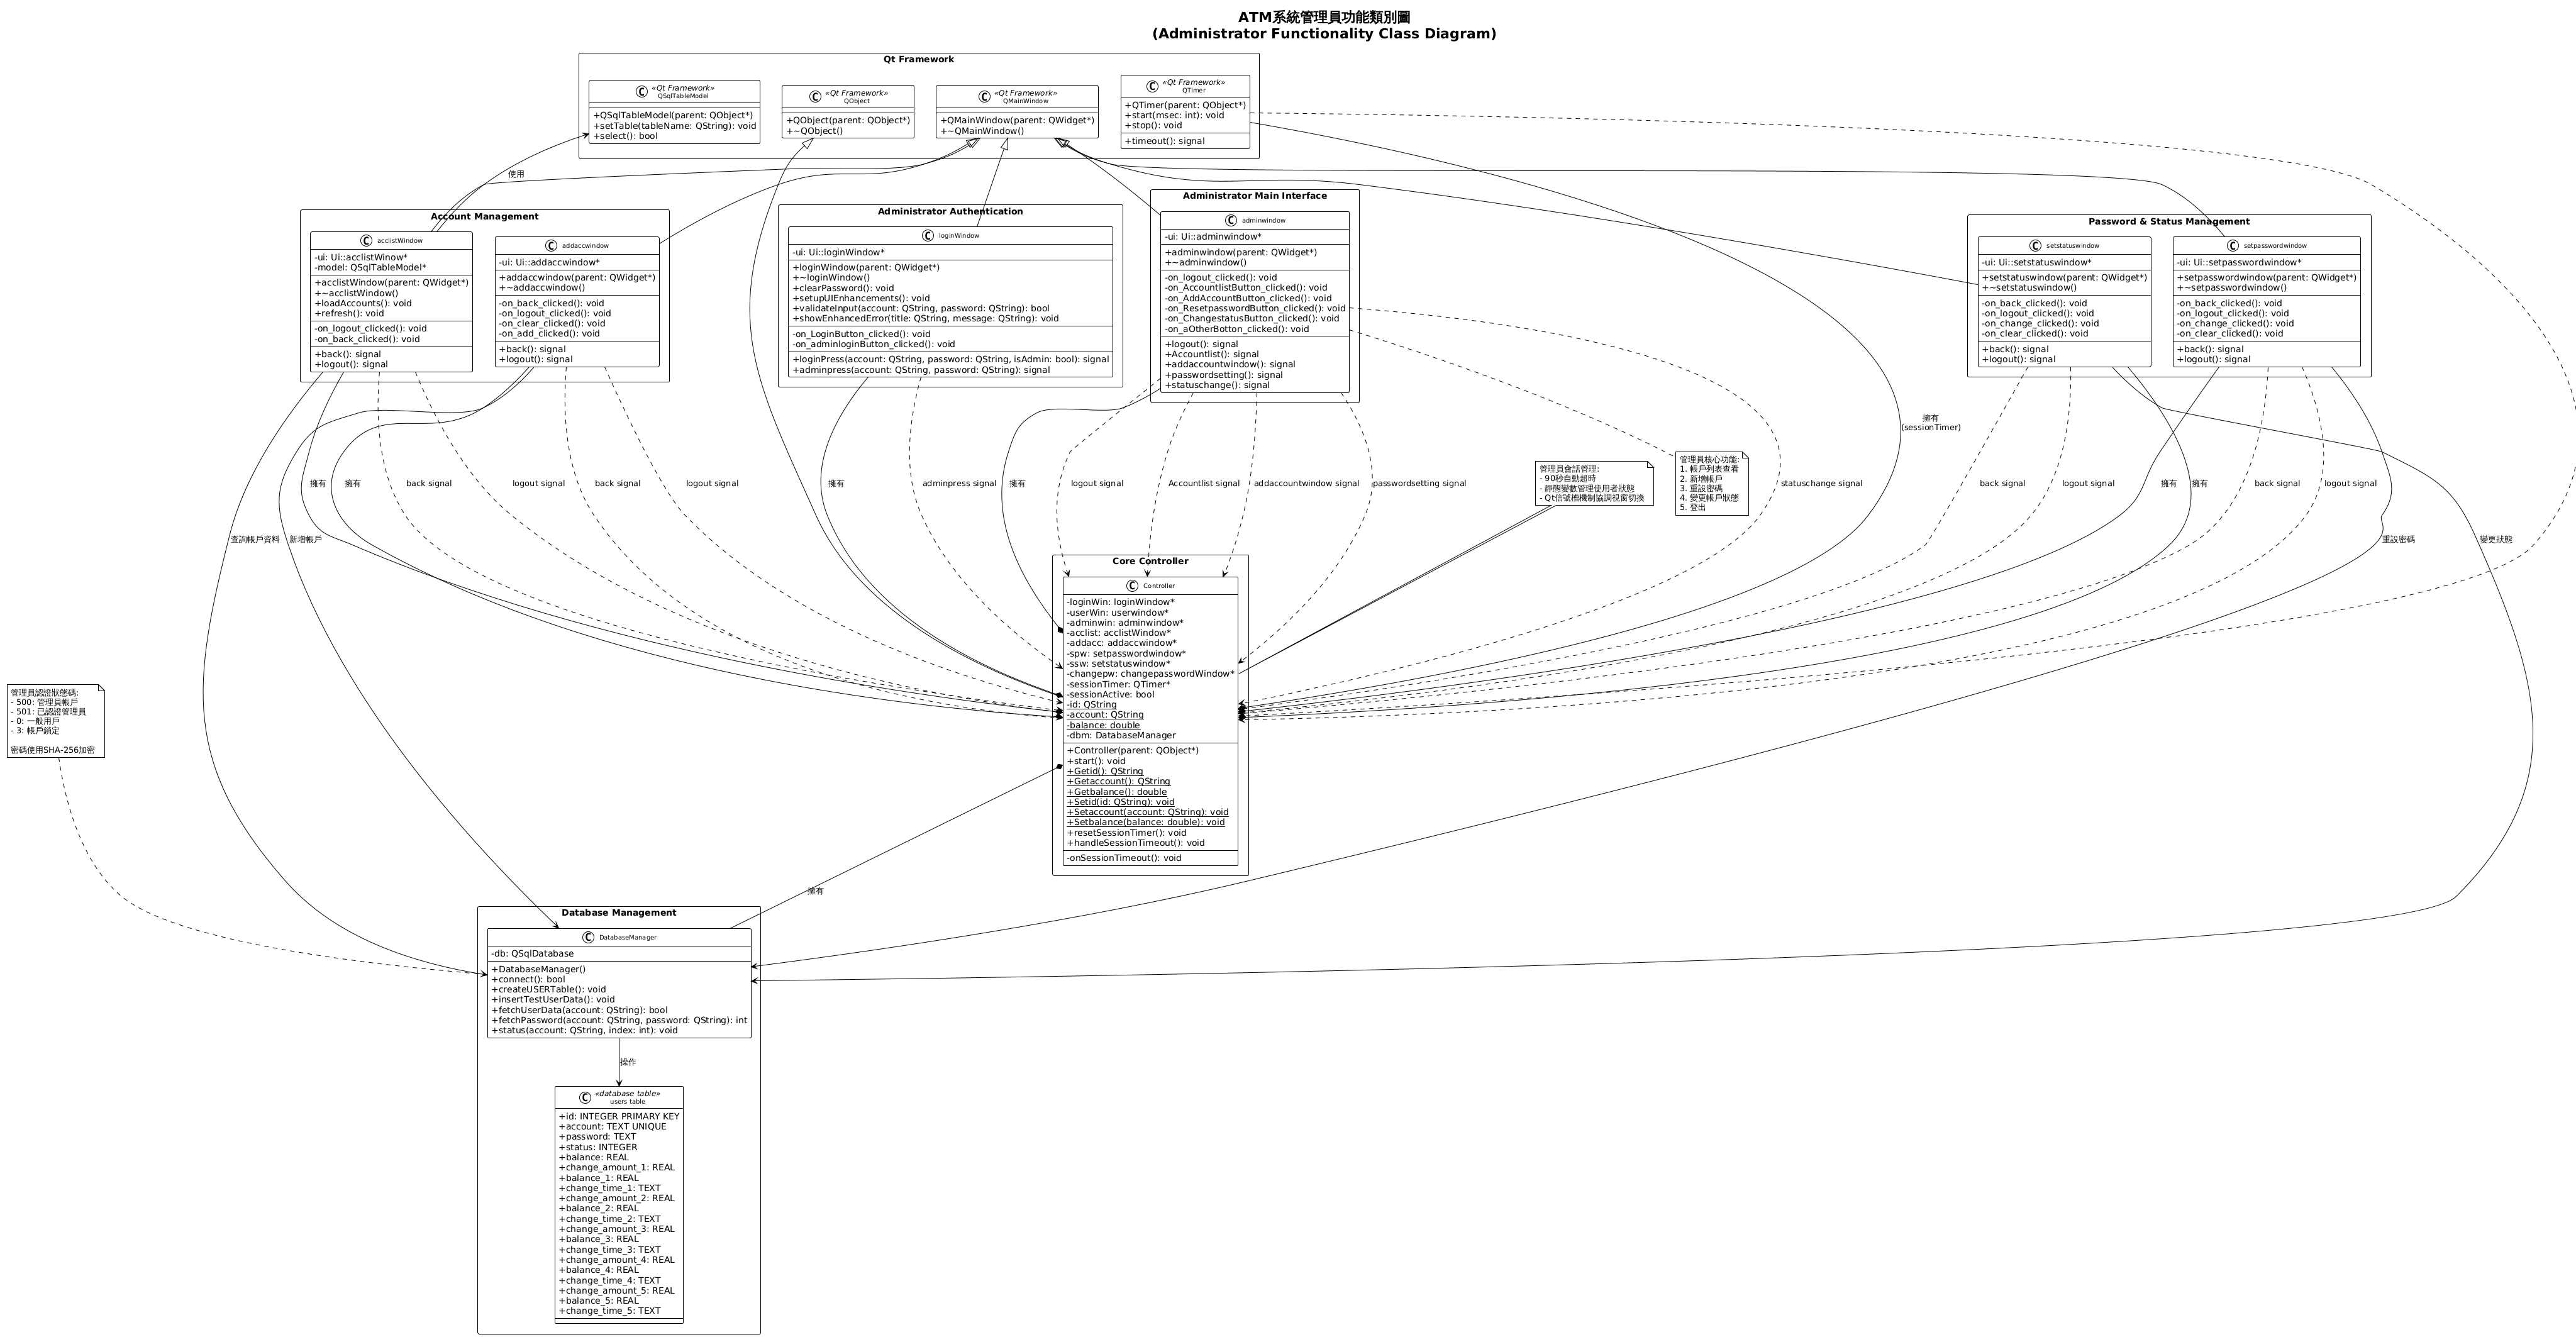 ATM系統管理員功能類別圖
(Administrator Functionality Class Diagram)
Qt Framework
«Qt Framework»
QSqlTableModel
+QSqlTableModel(parent: QObject*)
+setTable(tableName: QString): void
+select(): bool
«Qt Framework»
QObject
+QObject(parent: QObject*)
+~QObject()
«Qt Framework»
QMainWindow
+QMainWindow(parent: QWidget*)
+~QMainWindow()
«Qt Framework»
QTimer
+QTimer(parent: QObject*)
+start(msec: int): void
+stop(): void
+timeout(): signal
使用
Account Management
acclistWindow
-ui: Ui::acclistWinow*
-model: QSqlTableModel*
+acclistWindow(parent: QWidget*)
+~acclistWindow()
+loadAccounts(): void
+refresh(): void
-on_logout_clicked(): void
-on_back_clicked(): void
+back(): signal
+logout(): signal
addaccwindow
-ui: Ui::addaccwindow*
+addaccwindow(parent: QWidget*)
+~addaccwindow()
-on_back_clicked(): void
-on_logout_clicked(): void
-on_clear_clicked(): void
-on_add_clicked(): void
+back(): signal
+logout(): signal
Administrator Authentication
loginWindow
-ui: Ui::loginWindow*
+loginWindow(parent: QWidget*)
+~loginWindow()
+clearPassword(): void
+setupUIEnhancements(): void
+validateInput(account: QString, password: QString): bool
+showEnhancedError(title: QString, message: QString): void
-on_LoginButton_clicked(): void
-on_adminloginButton_clicked(): void
+loginPress(account: QString, password: QString, isAdmin: bool): signal
+adminpress(account: QString, password: QString): signal
Administrator Main Interface
adminwindow
-ui: Ui::adminwindow*
+adminwindow(parent: QWidget*)
+~adminwindow()
-on_logout_clicked(): void
-on_AccountlistButton_clicked(): void
-on_AddAccountButton_clicked(): void
-on_ResetpasswordButton_clicked(): void
-on_ChangestatusButton_clicked(): void
-on_aOtherBotton_clicked(): void
+logout(): signal
+Accountlist(): signal
+addaccountwindow(): signal
+passwordsetting(): signal
+statuschange(): signal
Password & Status Management
setstatuswindow
-ui: Ui::setstatuswindow*
+setstatuswindow(parent: QWidget*)
+~setstatuswindow()
-on_back_clicked(): void
-on_logout_clicked(): void
-on_change_clicked(): void
-on_clear_clicked(): void
+back(): signal
+logout(): signal
setpasswordwindow
-ui: Ui::setpasswordwindow*
+setpasswordwindow(parent: QWidget*)
+~setpasswordwindow()
-on_back_clicked(): void
-on_logout_clicked(): void
-on_change_clicked(): void
-on_clear_clicked(): void
+back(): signal
+logout(): signal
擁有
(sessionTimer)
管理員會話管理:
- 90秒自動超時
- 靜態變數管理使用者狀態
- Qt信號槽機制協調視窗切換
管理員核心功能:
1. 帳戶列表查看
2. 新增帳戶
3. 重設密碼
4. 變更帳戶狀態
5. 登出
擁有
擁有
back signal
logout signal
back signal
logout signal
擁有
adminpress signal
擁有
logout signal
Accountlist signal
addaccountwindow signal
passwordsetting signal
statuschange signal
back signal
logout signal
擁有
擁有
back signal
logout signal
查詢帳戶資料
新增帳戶
重設密碼
變更狀態
Core Controller
Controller
-loginWin: loginWindow*
-userWin: userwindow*
-adminwin: adminwindow*
-acclist: acclistWindow*
-addacc: addaccwindow*
-spw: setpasswordwindow*
-ssw: setstatuswindow*
-changepw: changepasswordWindow*
-sessionTimer: QTimer*
-sessionActive: bool
-id: QString
-account: QString
-balance: double
-dbm: DatabaseManager
+Controller(parent: QObject*)
+start(): void
+Getid(): QString
+Getaccount(): QString
+Getbalance(): double
+Setid(id: QString): void
+Setaccount(account: QString): void
+Setbalance(balance: double): void
+resetSessionTimer(): void
+handleSessionTimeout(): void
-onSessionTimeout(): void
管理員認證狀態碼:
- 500: 管理員帳戶
- 501: 已認證管理員
- 0: 一般用戶
- 3: 帳戶鎖定
密碼使用SHA-256加密
擁有
Database Management
DatabaseManager
-db: QSqlDatabase
+DatabaseManager()
+connect(): bool
+createUSERTable(): void
+insertTestUserData(): void
+fetchUserData(account: QString): bool
+fetchPassword(account: QString, password: QString): int
+status(account: QString, index: int): void
操作
«database table»
users table
+id: INTEGER PRIMARY KEY
+account: TEXT UNIQUE
+password: TEXT
+status: INTEGER
+balance: REAL
+change_amount_1: REAL
+balance_1: REAL
+change_time_1: TEXT
+change_amount_2: REAL
+balance_2: REAL
+change_time_2: TEXT
+change_amount_3: REAL
+balance_3: REAL
+change_time_3: TEXT
+change_amount_4: REAL
+balance_4: REAL
+change_time_4: TEXT
+change_amount_5: REAL
+balance_5: REAL
+change_time_5: TEXT